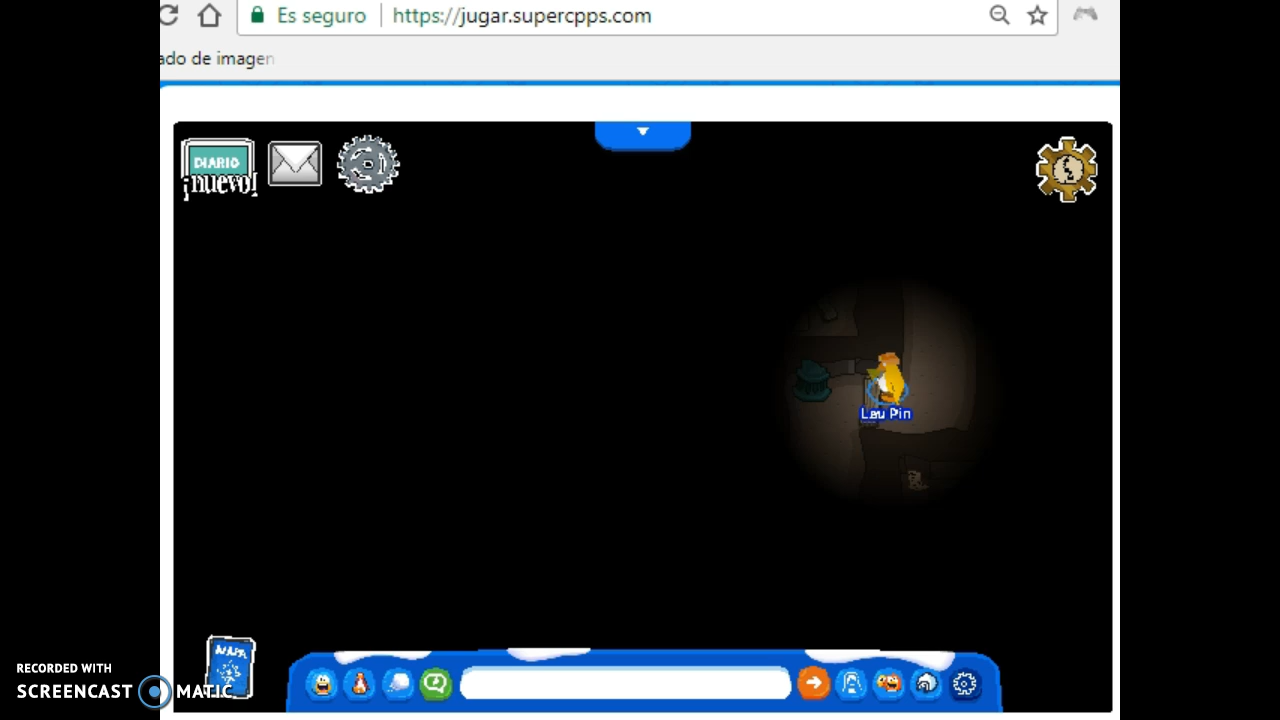 Es seguro
https://jugar.supercpps.com
ado de imagen
DIARIO
¡nuevo!
Lau Pin
MAPA
RECORDED WITH
SCREENCAST MATIC